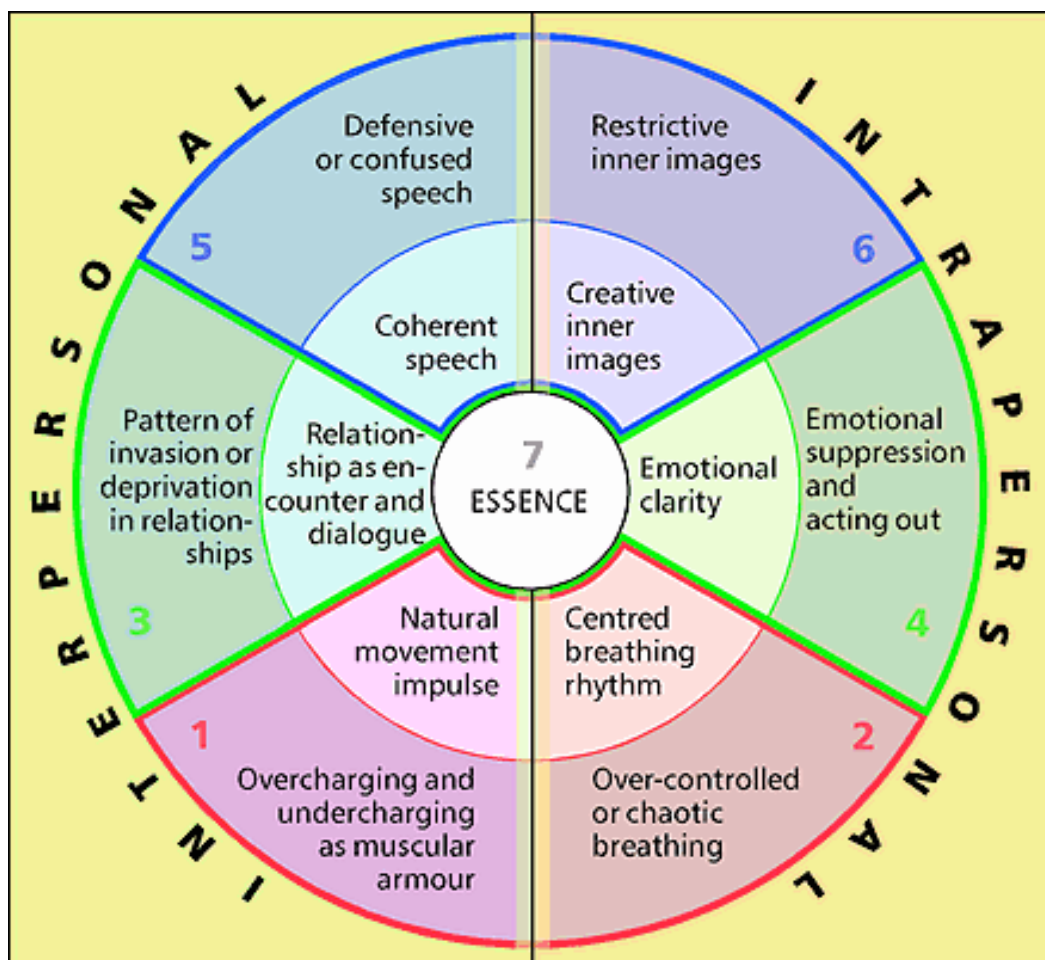 INTERPERSONAL
INTRAPERSONAL
Defensive
or confused
speech
5
Restrictive
inner images
6
Coherent
speech
Creative
inner
images
Pattern of
invasion or
deprivation
in relation-
ships
3
Relation-
ship as en-
counter and
dialogue
7
ESSENCE
Emotional
clarity
Emotional
suppression
and
acting out
4
Natural
movement
impulse
Centred
breathing
rhythm
1
Overcharging and
undercharging
as muscular
armour
2
Over-controlled
or chaotic
breathing